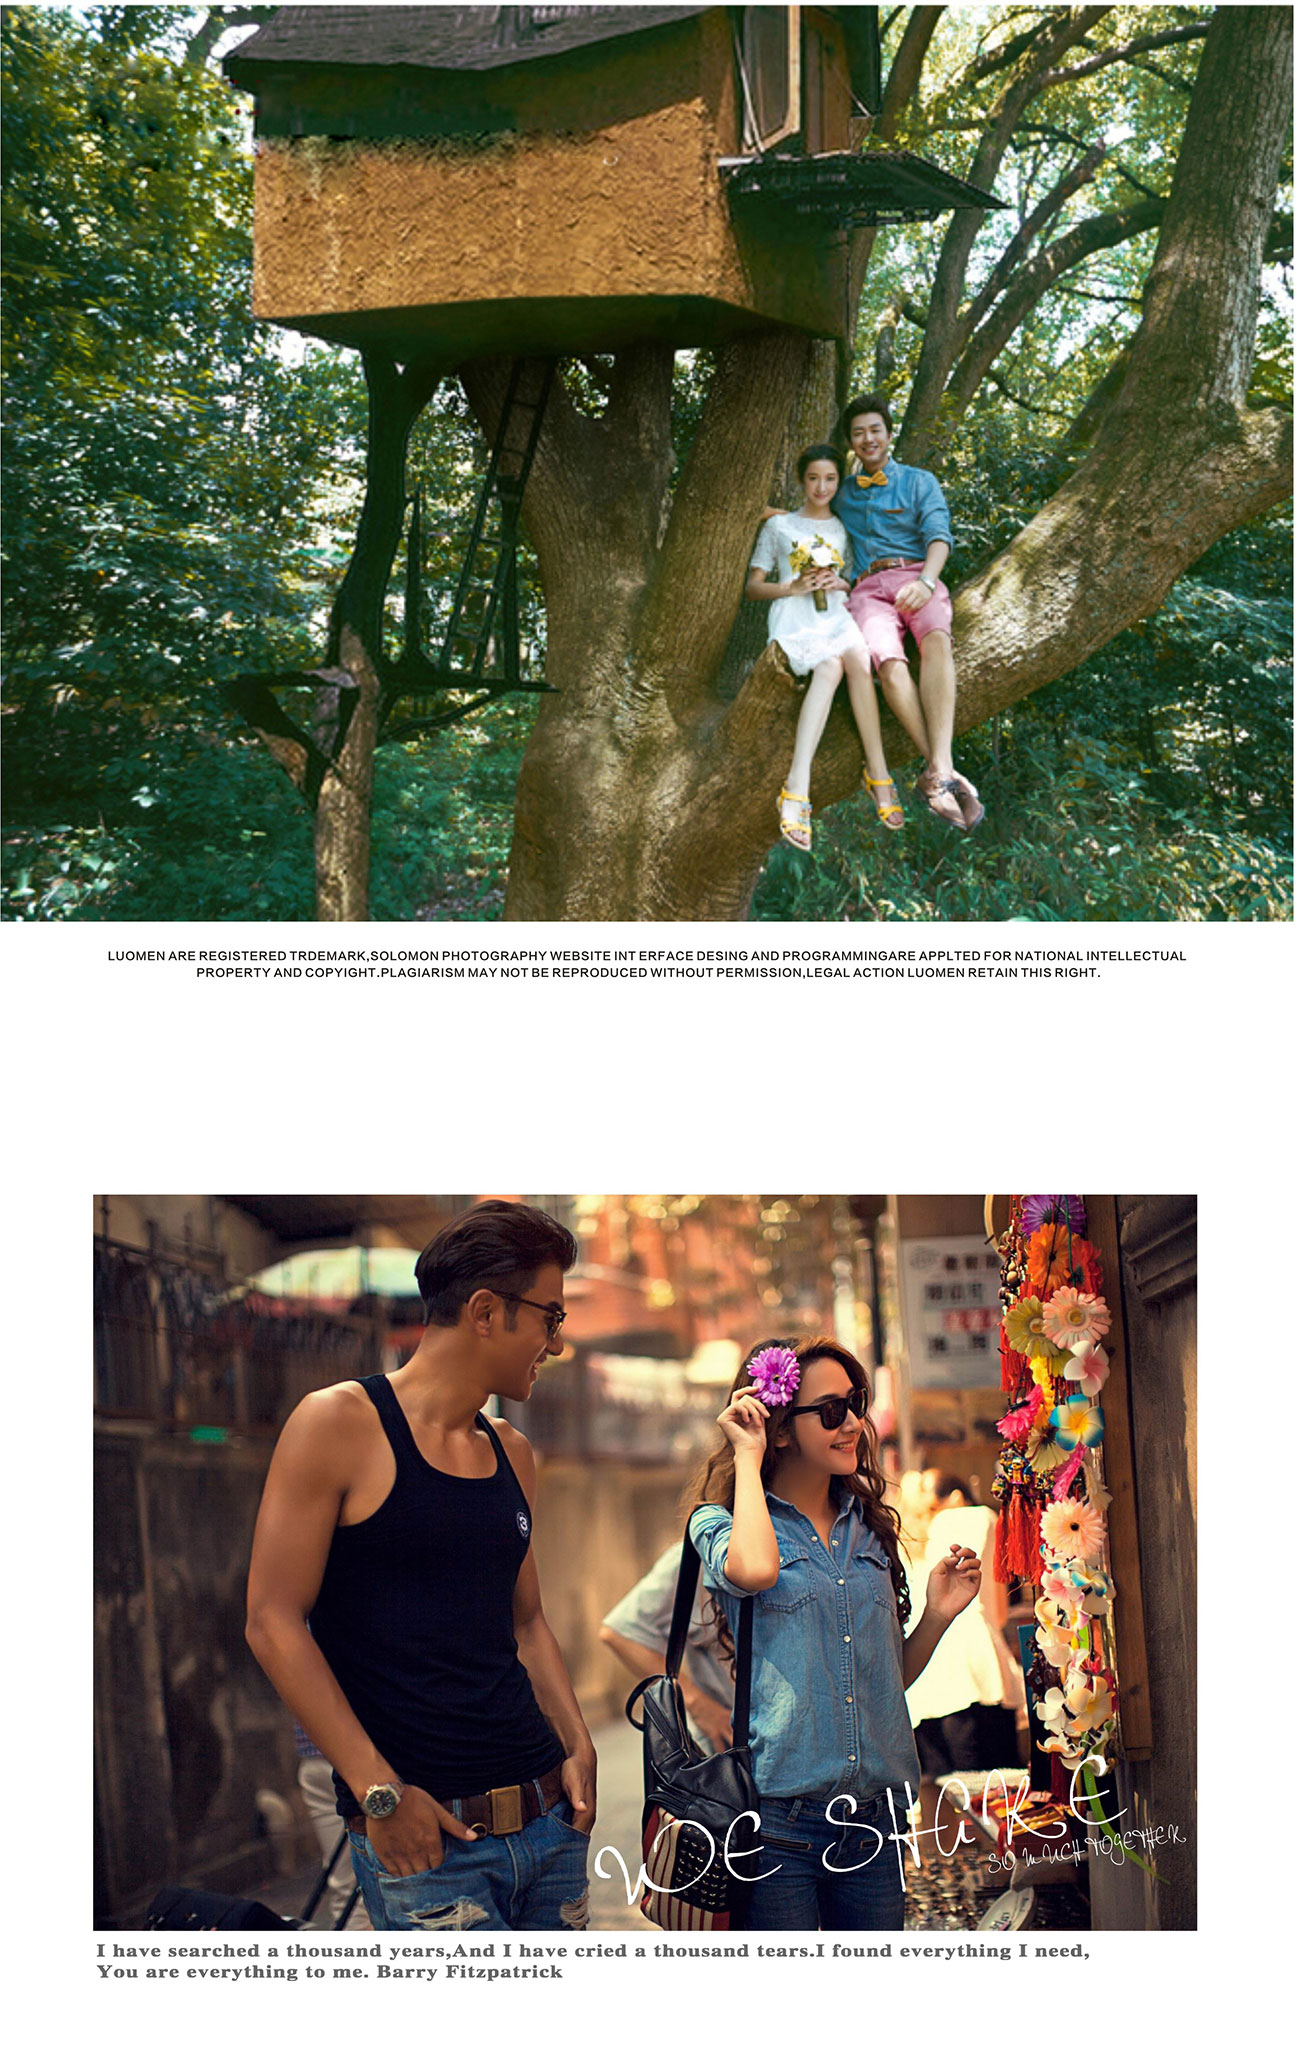 LUOMEN ARE REGISTERED TRDEMARK,SOLOMON PHOTOGRAPHY WEBSITE INT ERFACE DESING AND PROGRAMMINGARE APPLTED FOR NATIONAL INTELLECTUAL
PROPERTY AND COPYIGHT.PLAGIARISM MAY NOT BE REPRODUCED WITHOUT PERMISSION,LEGAL ACTION LUOMEN RETAIN THIS RIGHT.
3
WE SHARE
SO MUCH TOGETHER
I have searched a thousand years,And I have cried a thousand tears.I found everything I need,
You are everything to me. Barry Fitzpatrick